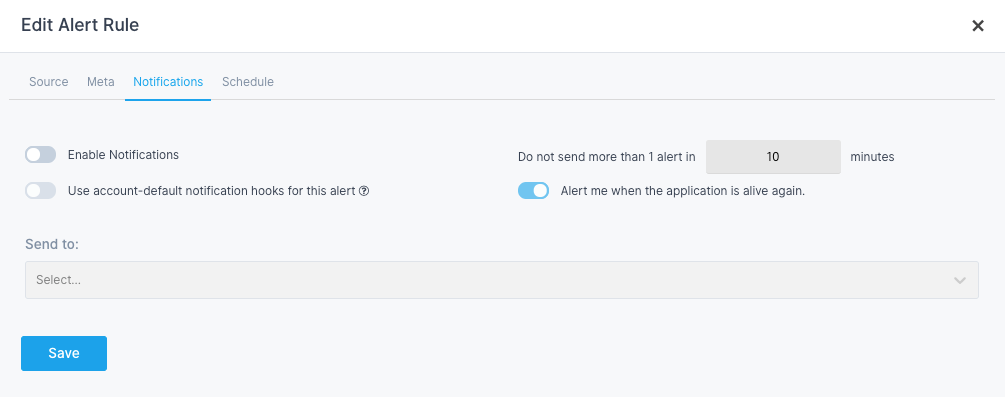 Edit Alert Rule
Source Meta Notifications Schedule
Enable Notifications
Do not send more than 1 alert in 10 minutes
Use account-default notification hooks for this alert
Alert me when the application is alive again.
Send to:
Select...
Save